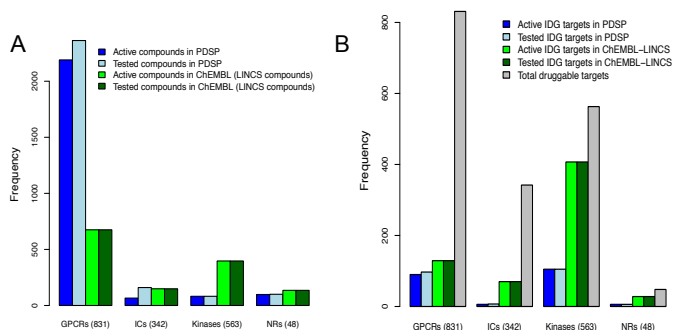 A
Active compounds in PDSP
Tested compounds in PDSP
Active compounds in ChEMBL (LINCS compounds)
Tested compounds in ChEMBL (LINCS compounds)
Frequency
2000
1500
1000
500
0
GPCRs (831) ICs (342) Kinases (563) NRs (48)
B
Active IDG targets in PDSP
Tested IDG targets in PDSP
Active IDG targets in ChEMBL−LINCS
Tested IDG targets in ChEMBL−LINCS
Total druggable targets
Frequency
800
600
400
200
0
GPCRs (831) ICs (342) Kinases (563) NRs (48)